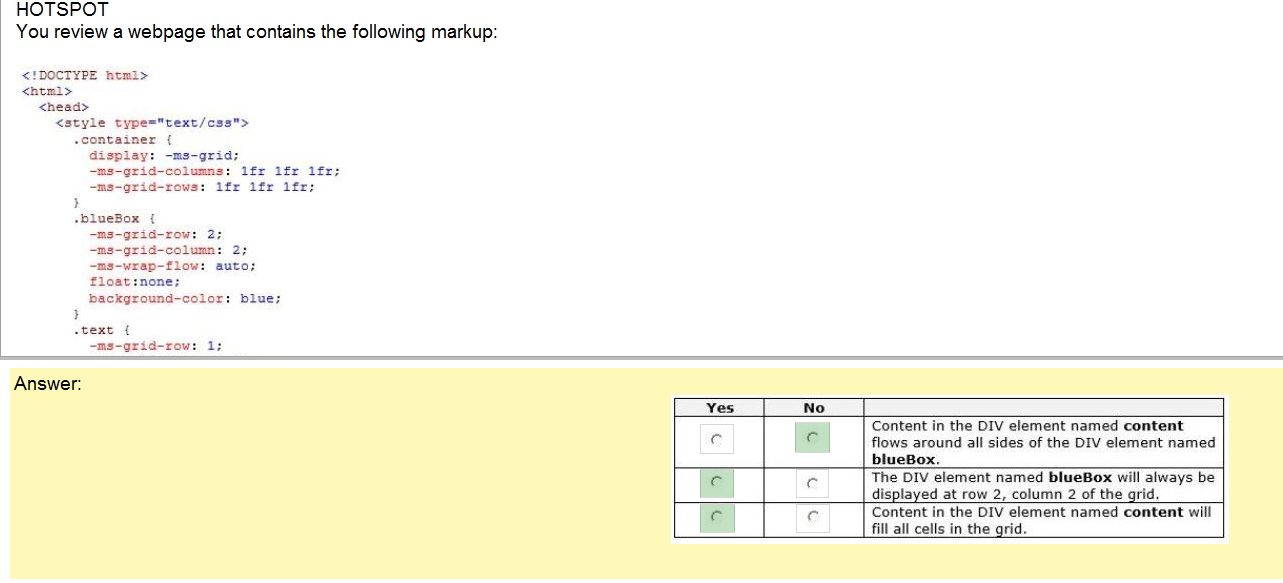 HOTSPOT
You review a webpage that contains the following markup:
<!DOCTYPE html>
<html>
<head>
<style type="text/css">
.container {
display: -ms-grid;
-ms-grid-columns: 1fr 1fr 1fr;
-ms-grid-rows: 1fr 1fr 1fr;
}
.blueBox {
-ms-grid-row: 2;
-ms-grid-column: 2;
-ms-wrap-flow: auto;
float:none;
background-color: blue;
}
.text {
-ms-grid-row: 1;
Answer:
Yes No
Content in the DIV element named content
flows around all sides of the DIV element named
blueBox.
The DIV element named blueBox will always be
displayed at row 2, column 2 of the grid.
Content in the DIV element named content will
fill all cells in the grid.